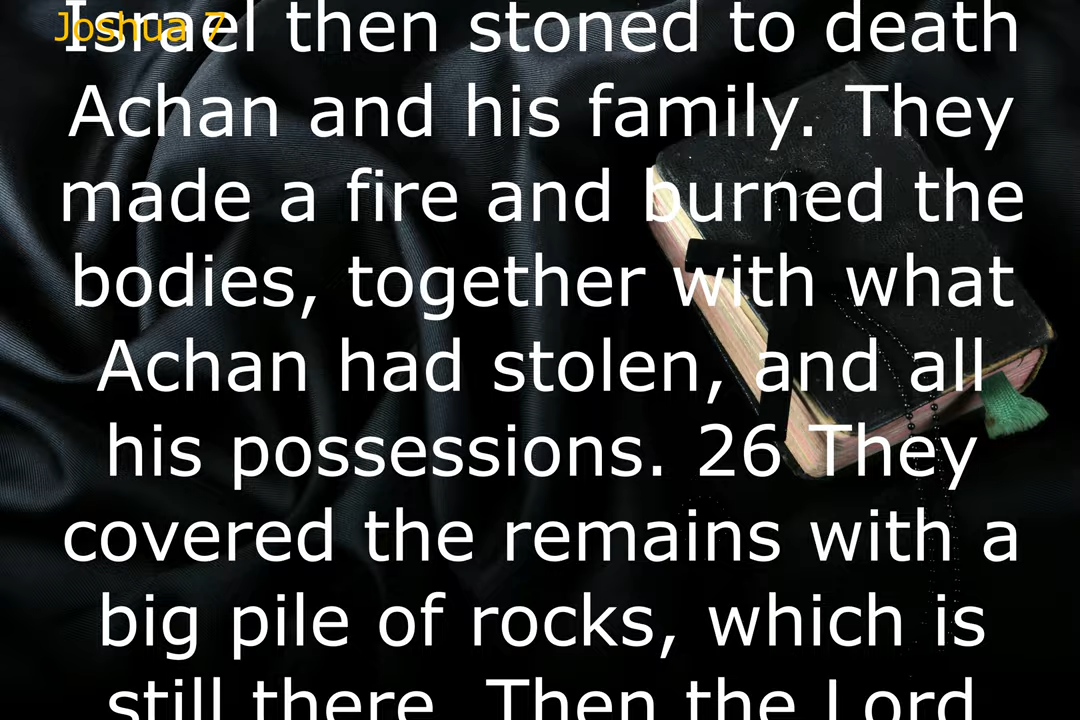 Joshua 7
Israel then stoned to death
Achan and his family. They
made a fire and burned the
bodies, together with what
Achan had stolen, and all
his possessions. 26 They
covered the remains with a
big pile of rocks, which is
still there. Then the Lord